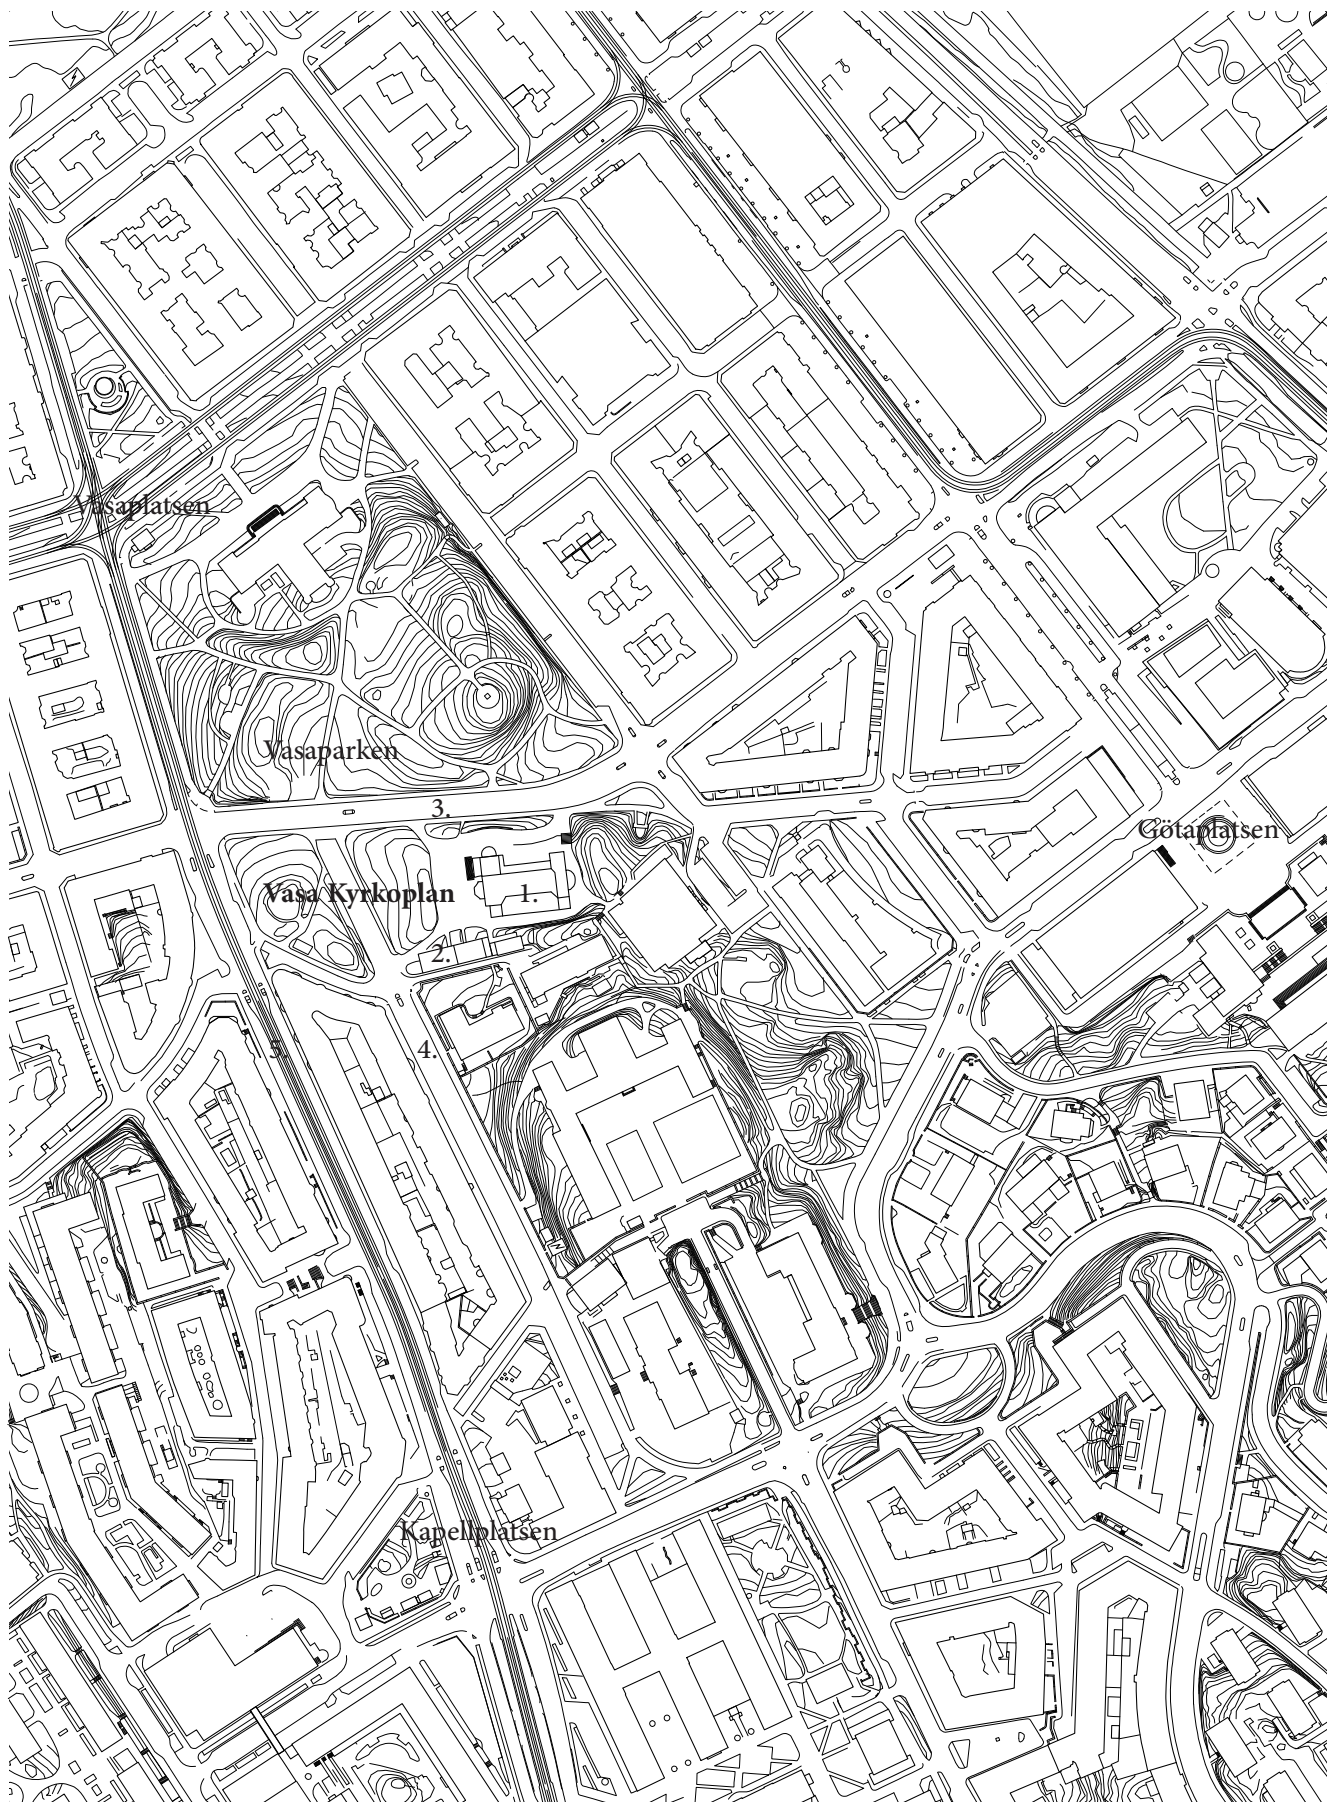 Vasaplatsen
Vasaparken
3.
Götaplatsen
Vasa Kyrkoplan
1.
2.
5.
4.
Kapellplatsen